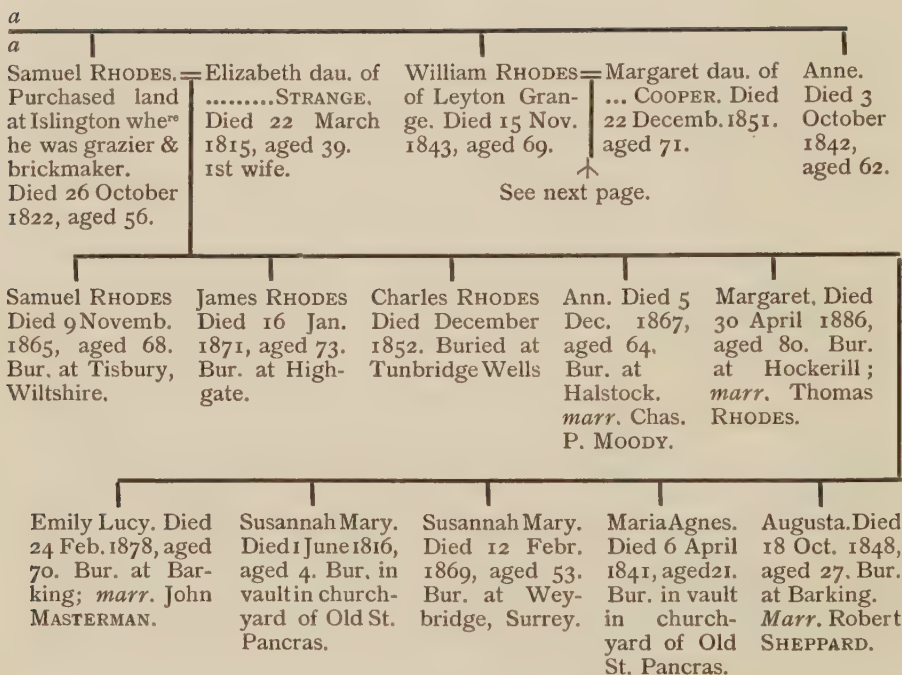 a
a
Samuel RHODES.
Purchased land
at Islington where
he was grazier &
brickmaker.
Died 26 October
1822, aged 56.
=
Elizabeth dau. of
.........STRANGE.
Died 22 March
1815, aged 39.
1st wife.
William RHODES
of Leyton Gran-
ge. Died 15 Nov.
1843, aged 69.
=
Margaret dau. of
... COOPER. Died
22 Decemb. 1851.
aged 71.
See next page.
Anne.
Died 3
October
1842,
aged 62.
Samuel RHODES
Died 9 Novemb.
1865, aged 68.
Bur. at Tisbury,
Wiltshire.
James RHODES
Died 16 Jan.
1871, aged 73.
Bur. at High-
gate.
Charles RHODES
Died December
1852. Buried at
Tunbridge Wells
Ann. Died 5
Dec. 1867,
aged 64.
Bur. at
Halstock.
marr. Chas.
P. MOODY.
Margaret. Died
30 April 1886,
aged 80. Bur.
at Hockerill;
marr. Thomas
RHODES.
Emily Lucy. Died
24 Feb. 1878, aged
70. Bur. at Bar-
king; marr. John
MASTERMAN.
Susannah Mary.
Died 1 June 1816,
aged 4. Bur. in
vault in church-
yard of Old St.
Pancras.
Susannah Mary.
Died 12 Febr.
1869, aged 53.
Bur. at Wey-
bridge, Surrey.
Maria Agnes.
Died 6 April
1841, aged 21.
Bur. in vault
in church-
yard of Old
St. Pancras.
Augusta. Died
18 Oct. 1848,
aged 27. Bur.
at Barking.
Marr. Robert
SHEPPARD.